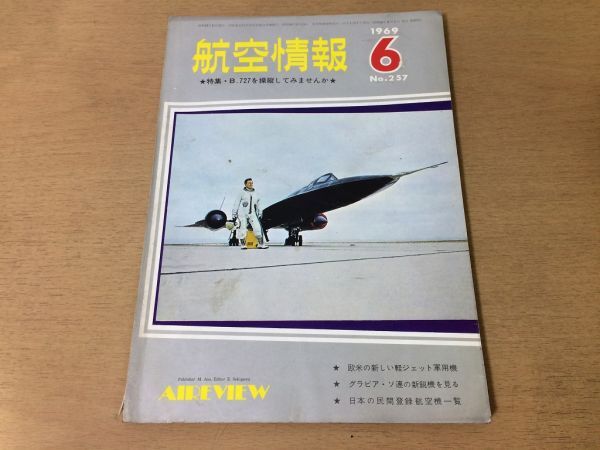 航空情報
1969
6
No.257
★特集・B.727を操縦してみませんか★
★ 欧米の新しい軽ジェット軍用機
★ グラビア・ソ連の新鋭機を見る
★ 日本の民間登録航空機一覧
AIREVIEW